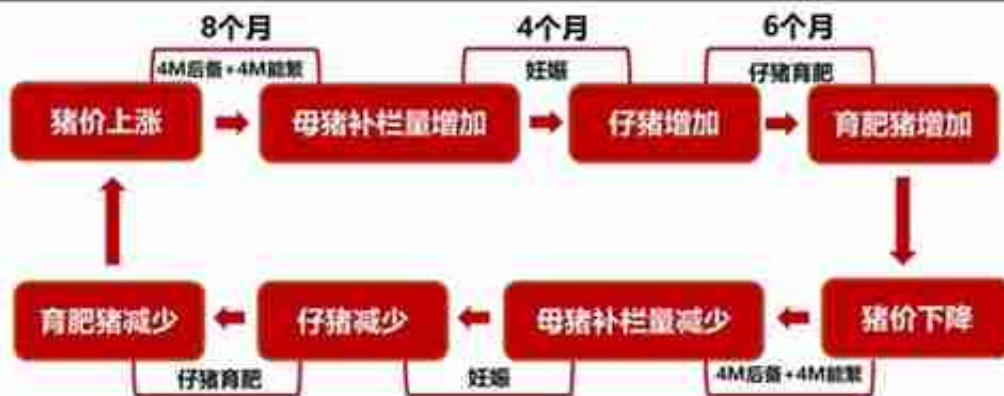 8个月
4个月
6个月
4M后备+4M能繁
妊娠
仔猪育肥
猪价上涨
母猪补栏量增加
仔猪增加
育肥猪增加
育肥猪减少
仔猪减少
母猪补栏量减少
猪价下降
仔猪育肥
妊娠
4M后备+4M能繁